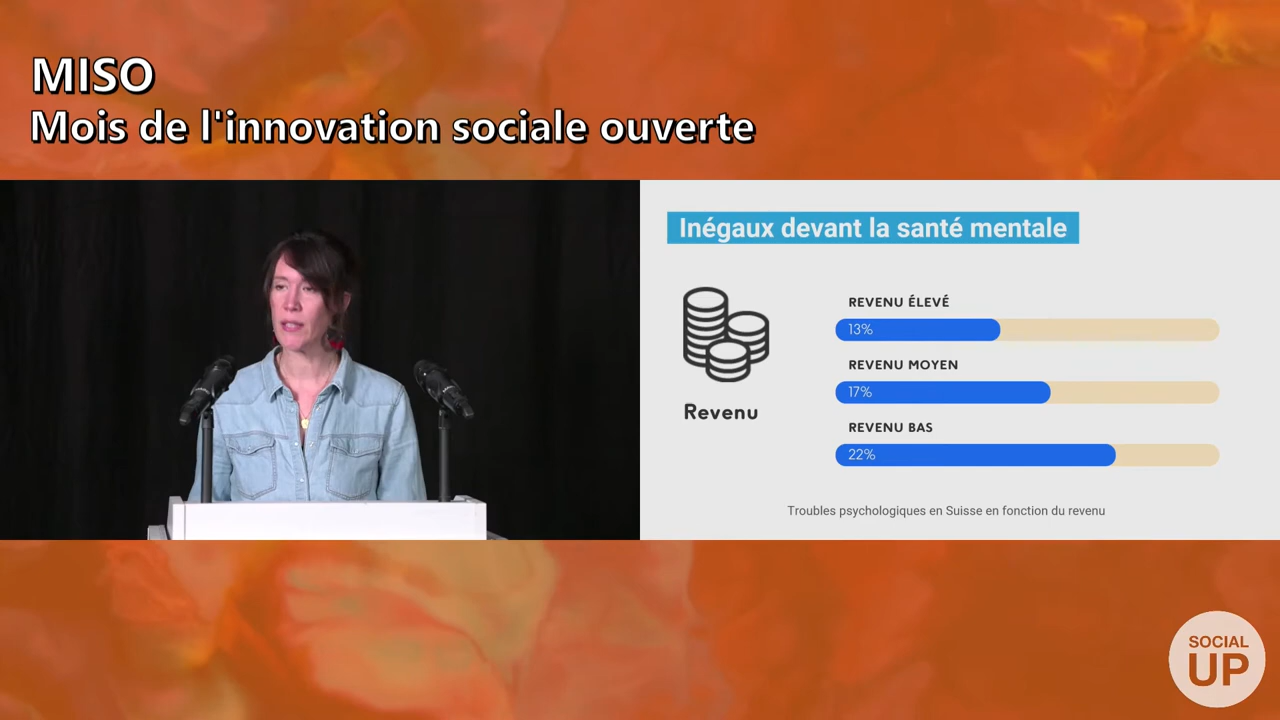 MISO
Mois de l'innovation sociale ouverte
Inégaux devant la santé mentale
Revenu
REVENU ÉLEVÉ
13%
REVENU MOYEN
17%
REVENU BAS
22%
Troubles psychologiques en Suisse en fonction du revenu
SOCIAL
UP